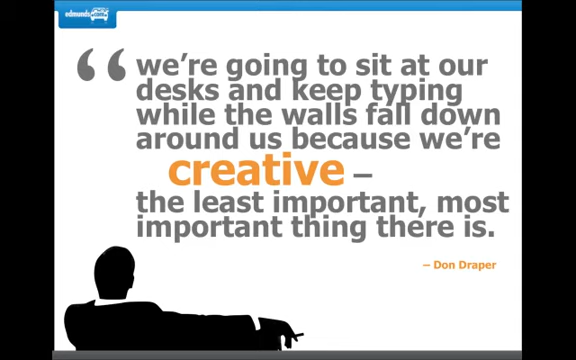 edmunds.com
“ we’re going to sit at our
desks and keep typing
while the walls fall down
around us because we’re
creative –
the least important, most
important thing there is.
– Don Draper